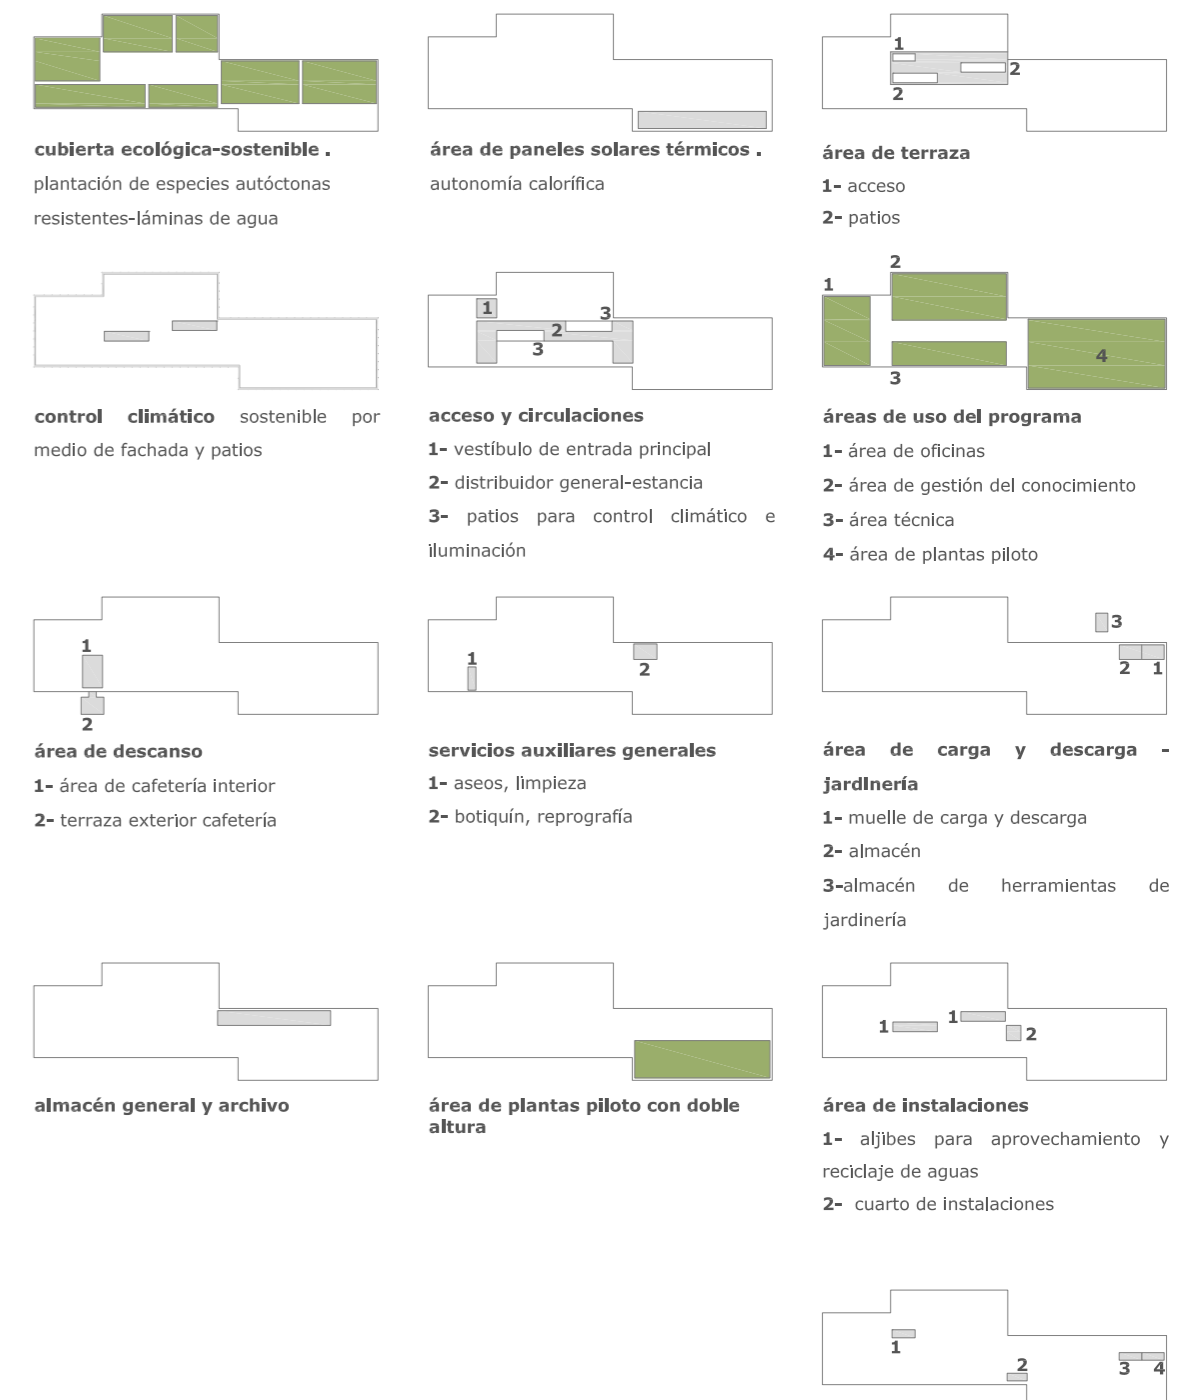 1
2
2
cubierta ecológica-sostenible .
plantación de especies autóctonas
resistentes-láminas de agua
área de paneles solares térmicos .
autonomía calorífica
área de terraza
1- acceso
2- patios
1
3
2
3
2
1
4
3
control climático sostenible por
medio de fachada y patios
acceso y circulaciones
1- vestíbulo de entrada principal
2- distribuidor general-estancia
3- patios para control climático e
iluminación
áreas de uso del programa
1- área de oficinas
2- área de gestión del conocimiento
3- área técnica
4- área de plantas piloto
1
2
1
2
3
2 1
área de descanso
1- área de cafetería interior
2- terraza exterior cafetería
servicios auxiliares generales
1- aseos, limpieza
2- botiquín, reprografía
área de carga y descarga -
jardinería
1- muelle de carga y descarga
2- almacén
3-almacén de herramientas de
jardinería
1
1
2
almacén general y archivo
área de plantas piloto con doble
altura
área de instalaciones
1- aljibes para aprovechamiento y
reciclaje de aguas
2- cuarto de instalaciones
1
2
3 4